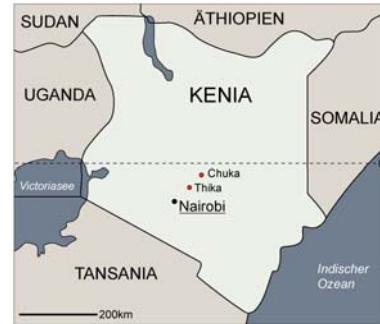 SUDAN
ÄTHIOPIEN
UGANDA
KENIA
SOMALIA
Chuka
Victoriasee
Thika
Nairobi
TANSANIA
Indischer
Ozean
200km